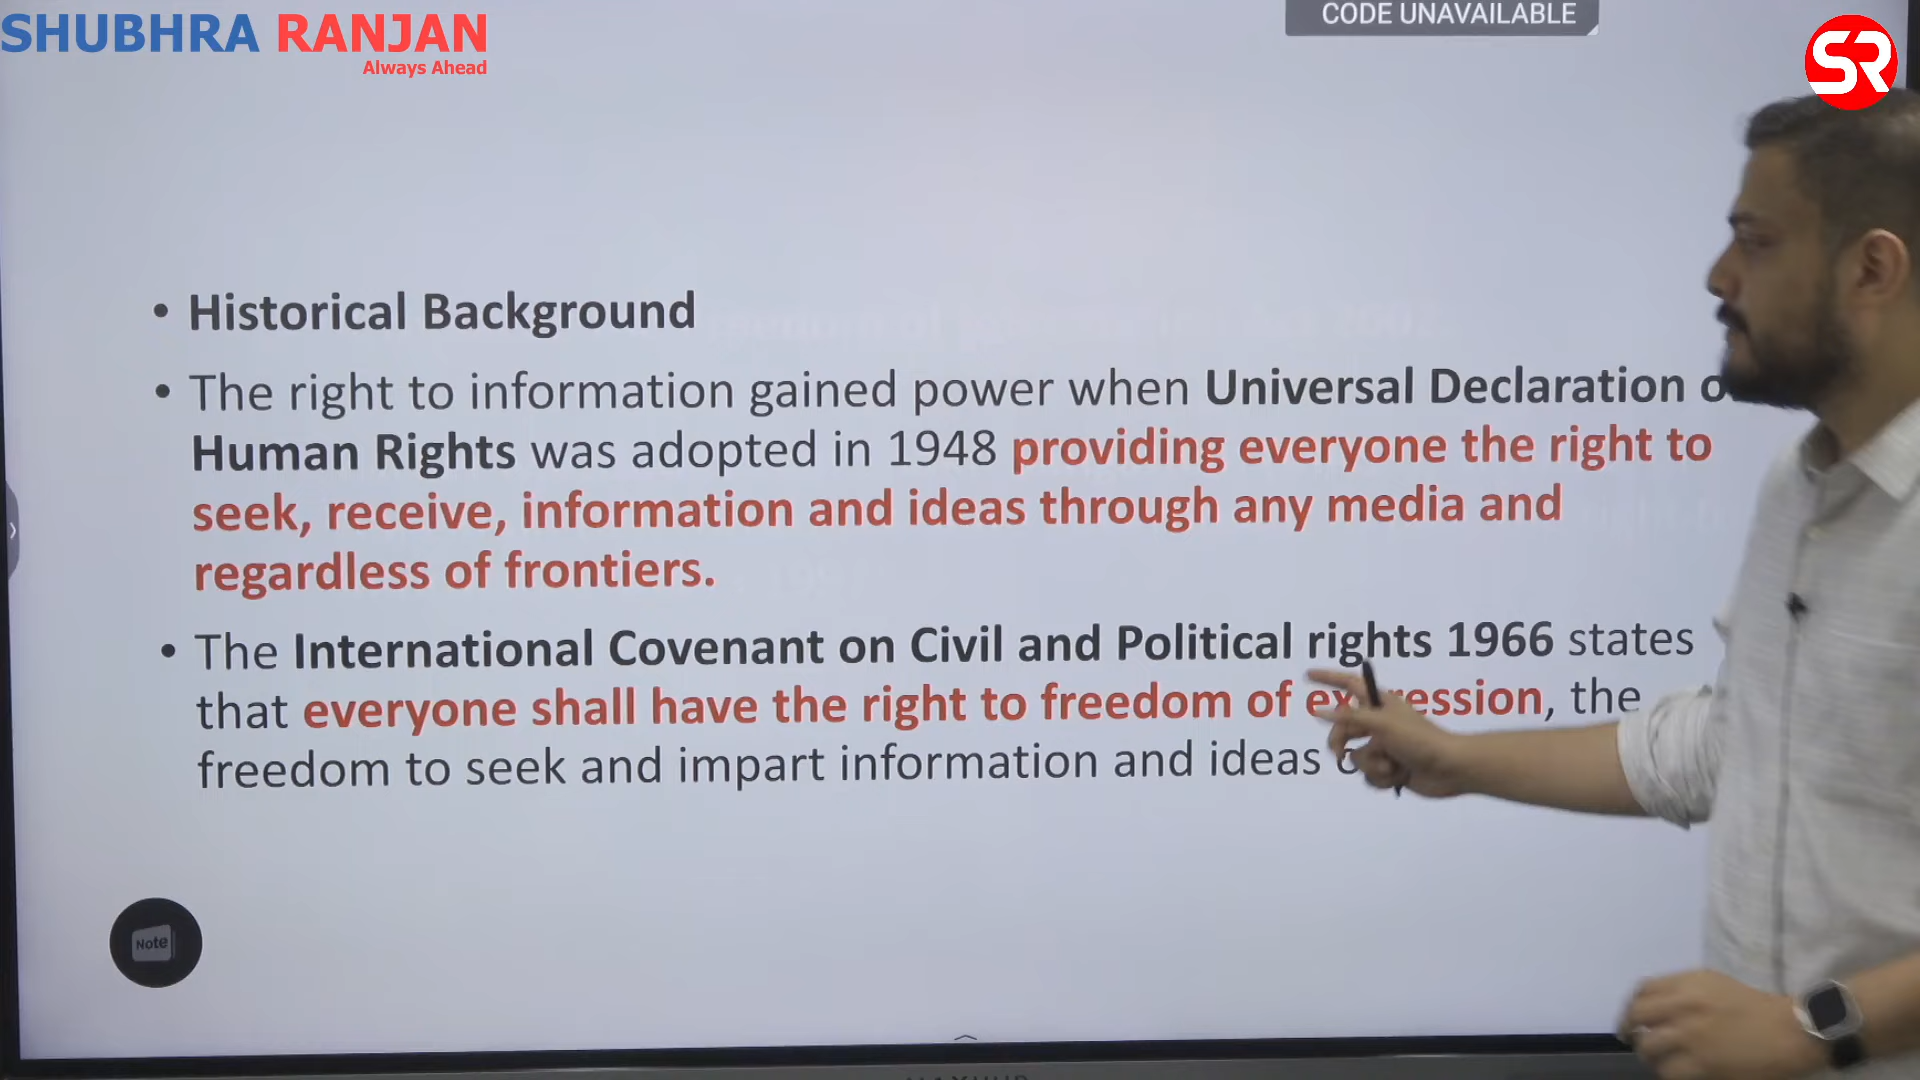 SHUBHRA RANJAN
Always Ahead
CODE UNAVAILABLE
SR
• Historical Background
• The right to information gained power when Universal Declaration
Human Rights was adopted in 1948 providing everyone the right to
seek, receive, information and ideas through any media and
regardless of frontiers.
• The International Covenant on Civil and Political rights 1966 states
that everyone shall have the right to freedom of expression, the
freedom to seek and impart information and ideas
Note